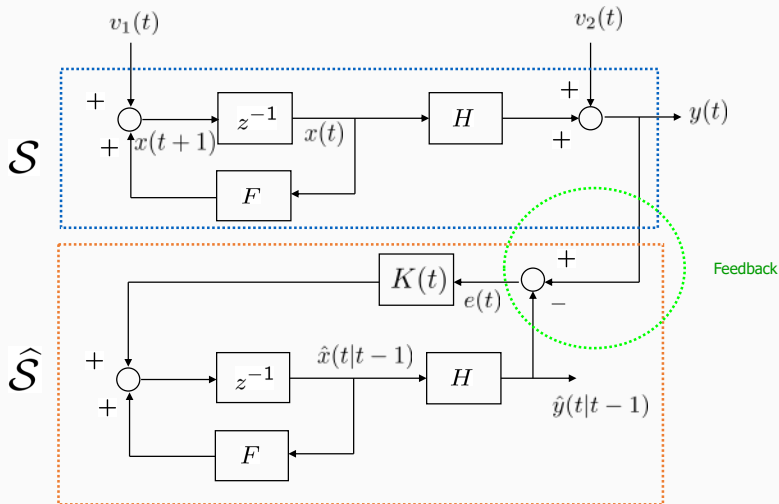 v₁(t) v₂(t)
+ z⁻¹ H + y(t)
+ x(t + 1) x(t) +
𝒮
F
K(t) + Feedback
e(t) −
𝒮̂
+ z⁻¹ x̂(t|t − 1) H
+ ŷ(t|t − 1)
F